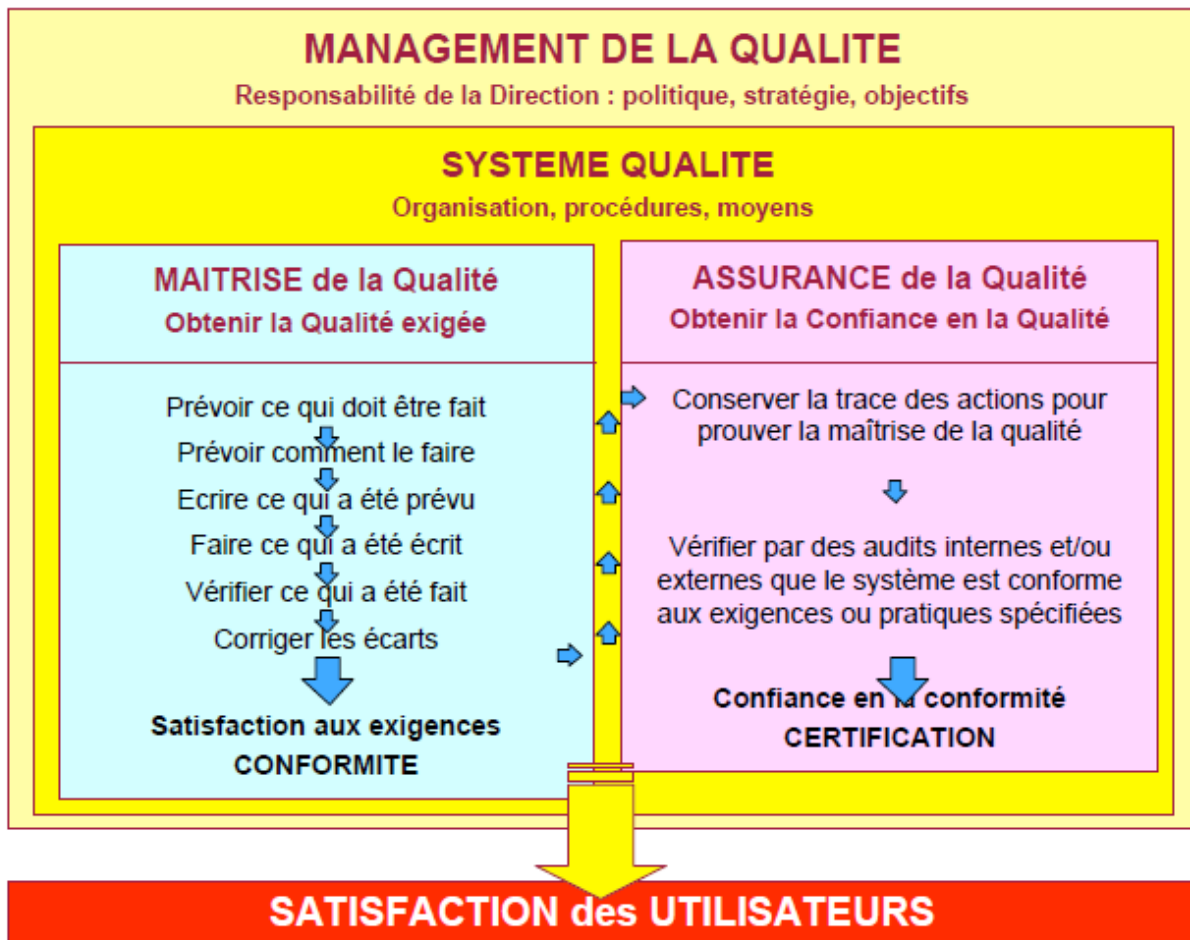 MANAGEMENT DE LA QUALITE
Responsabilité de la Direction : politique, stratégie, objectifs
SYSTEME QUALITE
Organisation, procédures, moyens
MAITRISE de la Qualité
Obtenir la Qualité exigée
Prévoir ce qui doit être fait
Prévoir comment le faire
Ecrire ce qui a été prévu
Faire ce qui a été écrit
Vérifier ce qui a été fait
Corriger les écarts
Satisfaction aux exigences
CONFORMITE
ASSURANCE de la Qualité
Obtenir la Confiance en la Qualité
Conserver la trace des actions pour
prouver la maîtrise de la qualité
Vérifier par des audits internes et/ou
externes que le système est conforme
aux exigences ou pratiques spécifiées
Confiance en la conformité
CERTIFICATION
SATISFACTION des UTILISATEURS